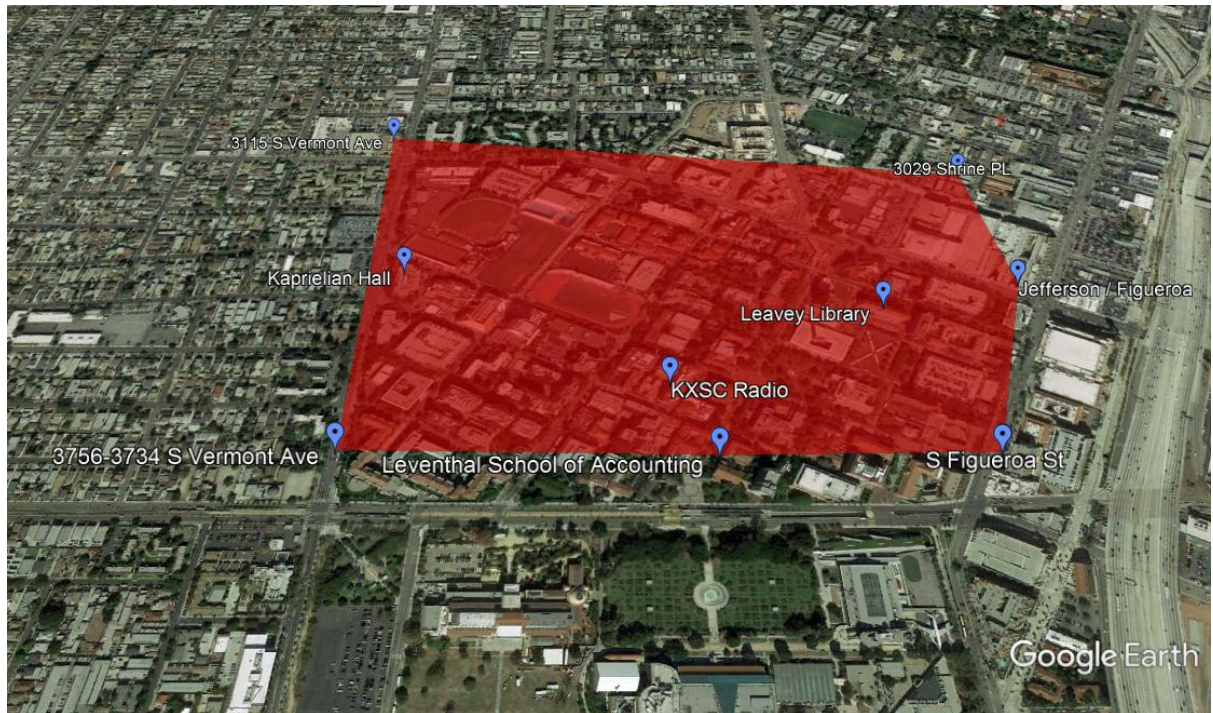 3115 S Vermont Ave
3029 Shrine PL
Kaprielian Hall
Jefferson / Figueroa
Leavey Library
KXSC Radio
3756-3734 S Vermont Ave
Leventhal School of Accounting
S Figueroa St
Google Earth